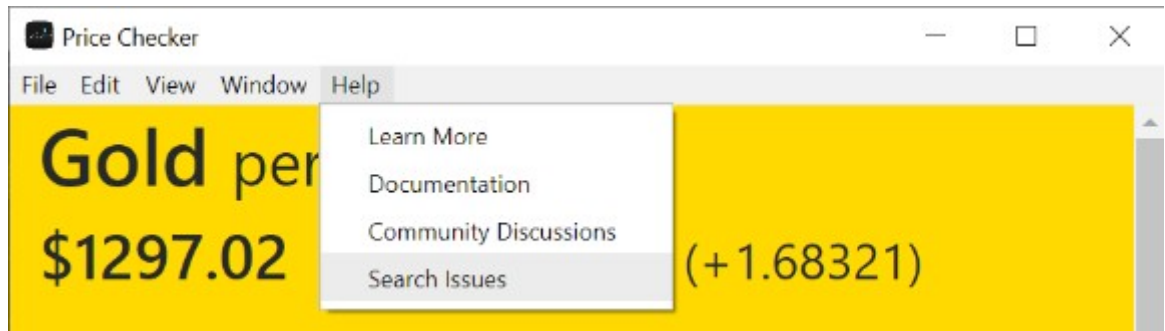 Price Checker
File Edit View Window Help
Learn More
Gold per
Documentation
Community Discussions
$1297.02 (+1.68321)
Search Issues